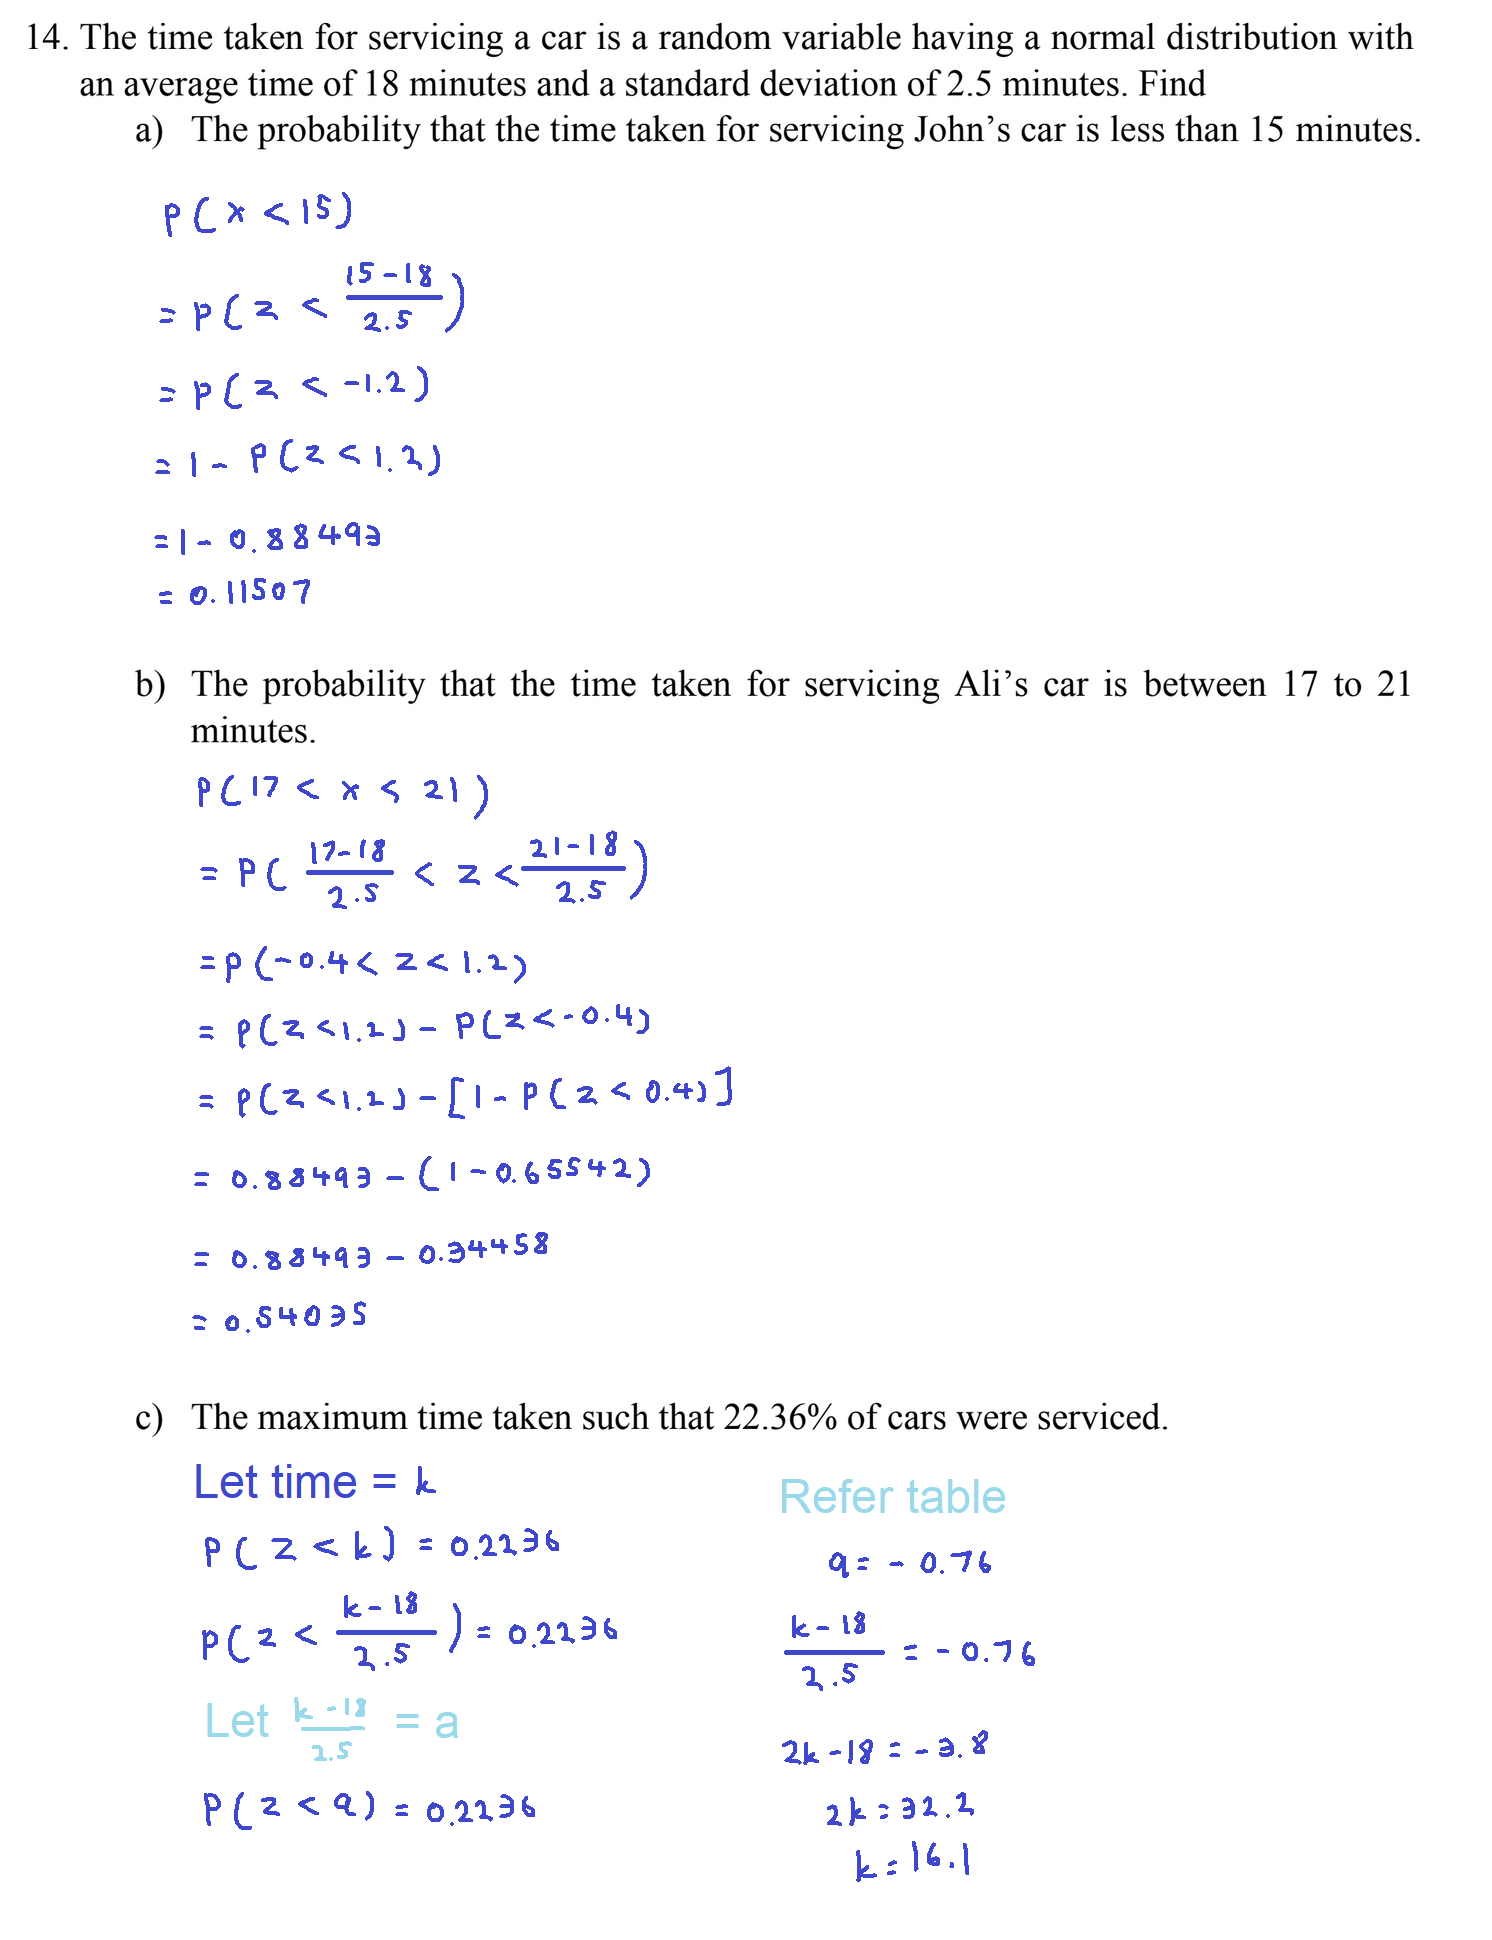 14. The time taken for servicing a car is a random variable having a normal distribution with
an average time of 18 minutes and a standard deviation of 2.5 minutes. Find
a) The probability that the time taken for servicing John's car is less than 15 minutes.
P(x < 15)
= P(z < (15-18)/2.5)
= P(z < -1.2)
= 1 - P(z < 1.2)
= 1 - 0.88493
= 0.11507
b) The probability that the time taken for servicing Ali's car is between 17 to 21
minutes.
P(17 < x < 21)
= P((17-18)/2.5 < z < (21-18)/2.5)
= P(-0.4 < z < 1.2)
= P(z < 1.2) - P(z < -0.4)
= P(z < 1.2) - [1 - P(z < 0.4)]
= 0.88493 - (1 - 0.65542)
= 0.88493 - 0.34458
= 0.54035
c) The maximum time taken such that 22.36% of cars were serviced.
Let time = k
P(z < k) = 0.2236
P(z < (k-18)/2.5) = 0.2236
Let (k-18)/2.5 = a
P(z < a) = 0.2236
Refer table
a = -0.76
(k-18)/2.5 = -0.76
2k - 18 = -3.8
2k = 32.2
k = 16.1